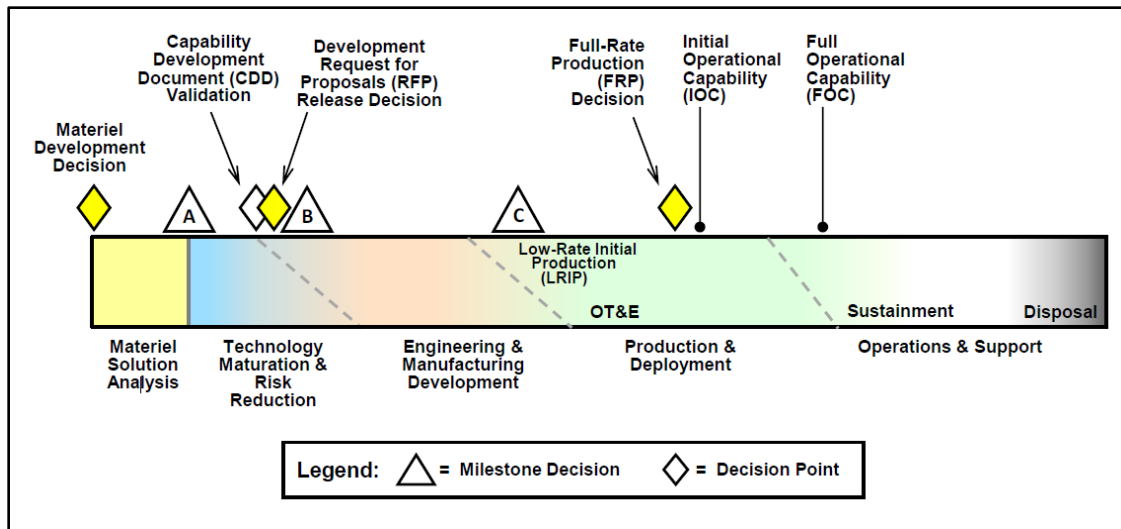 Capability
Development
Document (CDD)
Validation
Development
Request for
Proposals (RFP)
Release Decision
Full-Rate
Production
(FRP)
Decision
Initial
Operational
Capability
(IOC)
Full
Operational
Capability
(FOC)
Materiel
Development
Decision
A
B
C
Low-Rate Initial
Production
(LRIP)
OT&E
Sustainment
Disposal
Materiel
Solution
Analysis
Technology
Maturation &
Risk
Reduction
Engineering &
Manufacturing
Development
Production &
Deployment
Operations & Support
Legend:
= Milestone Decision
= Decision Point